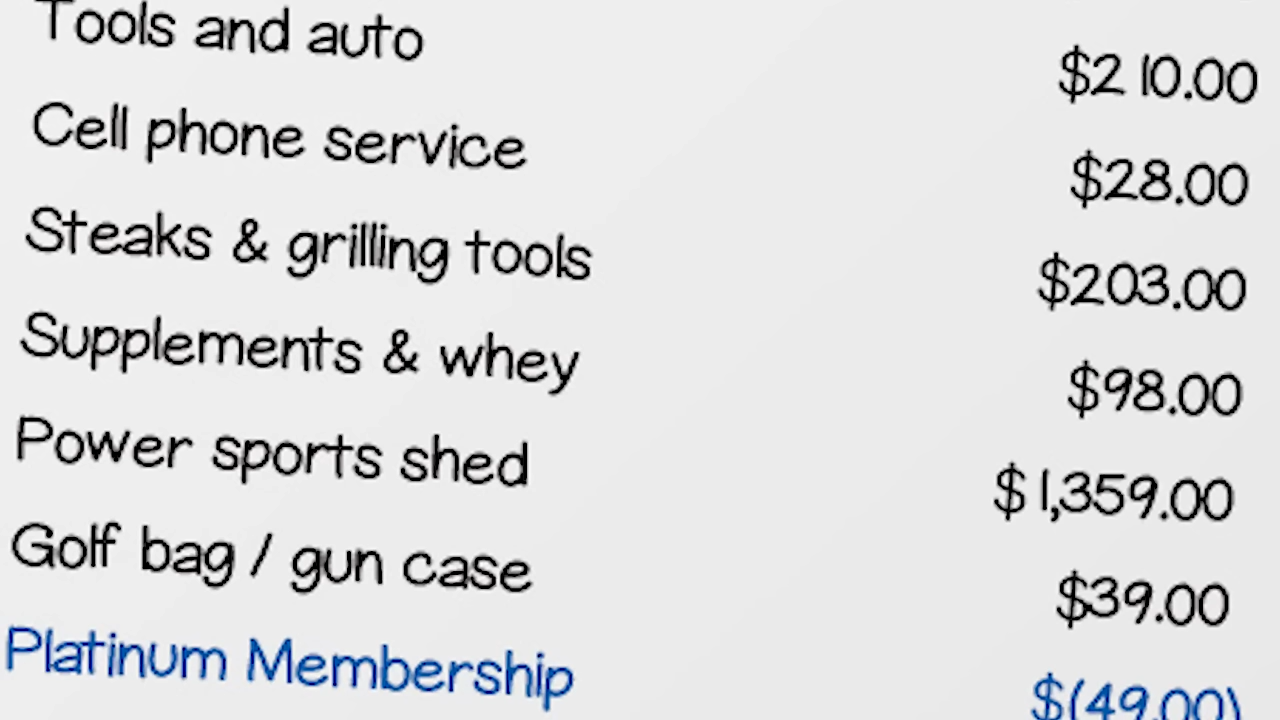 Tools and auto $210.00
Cell phone service $28.00
Steaks & grilling tools $203.00
Supplements & whey $98.00
Power sports shed $1,359.00
Golf bag / gun case $39.00
Platinum Membership $(49.00)